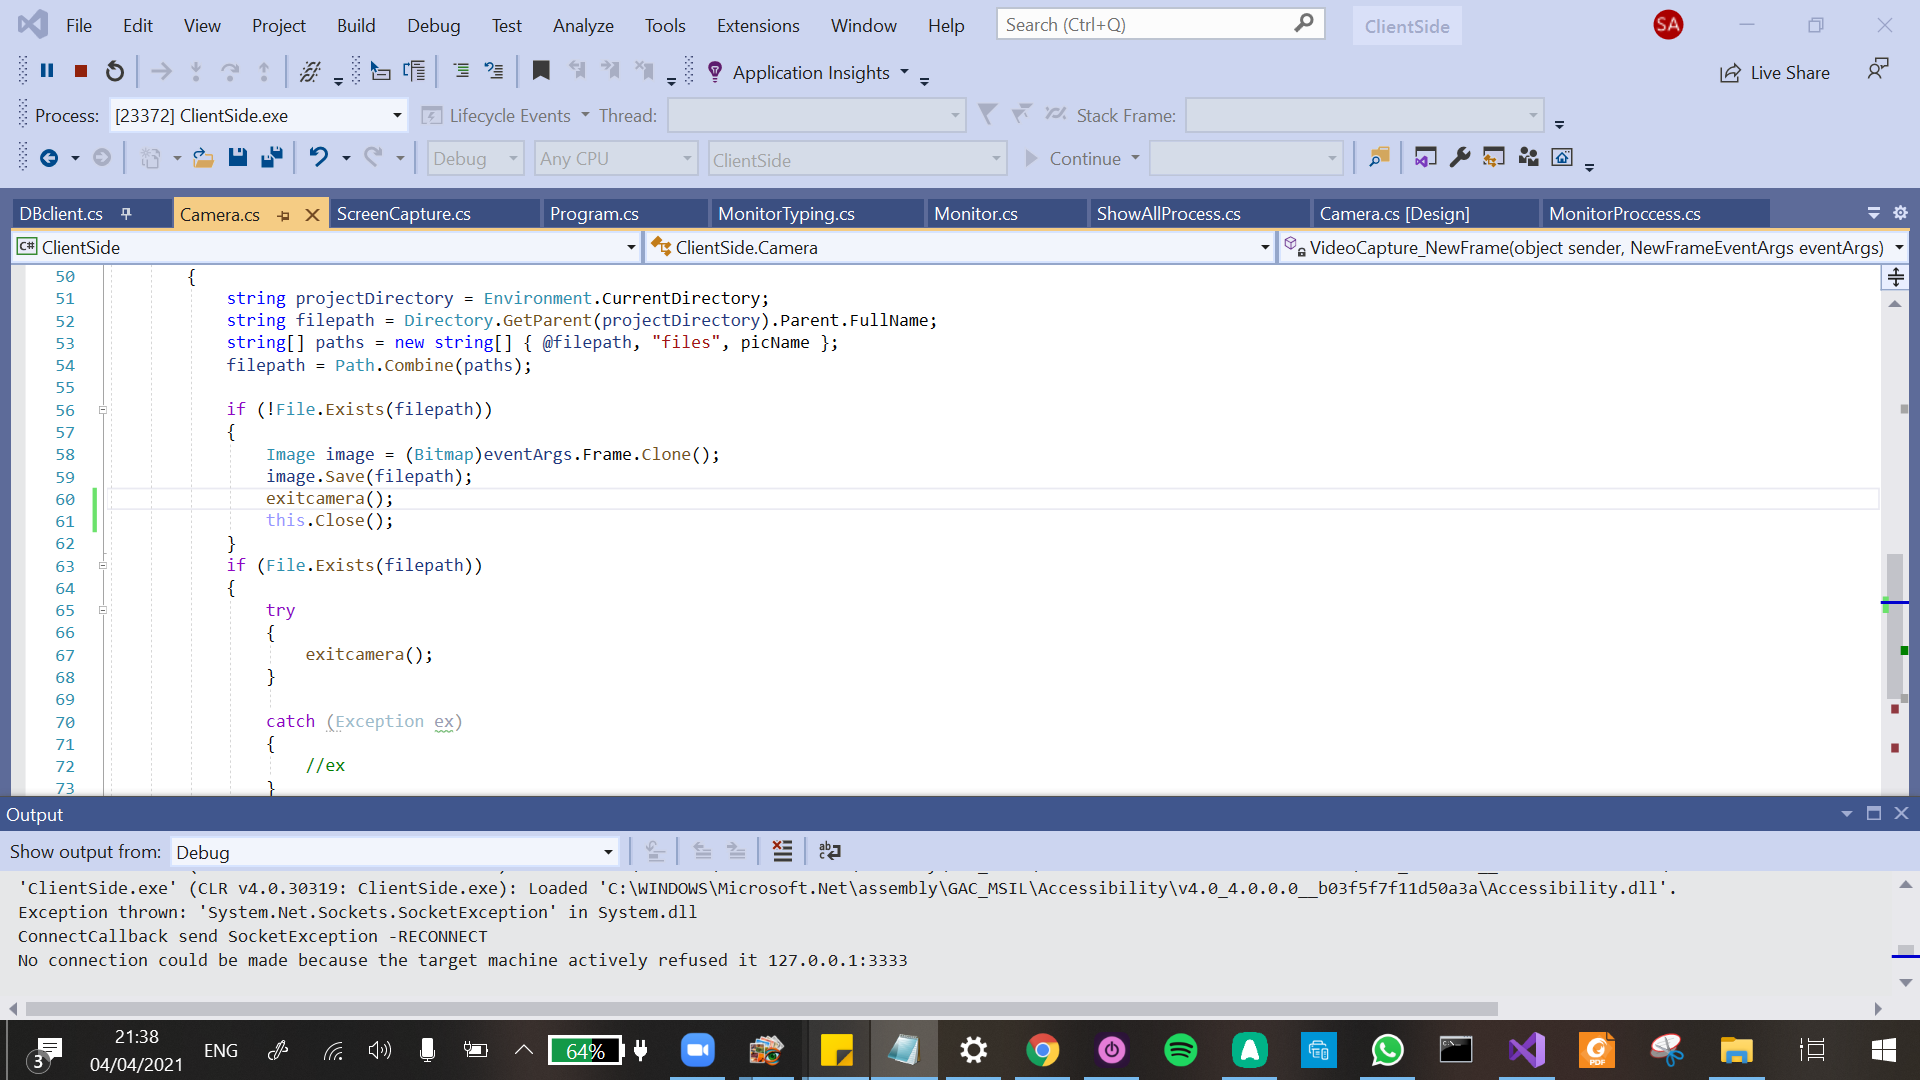 File Edit View Project Build Debug Test Analyze Tools Extensions Window Help Search (Ctrl+Q) ClientSide SA
Application Insights Live Share
Process: [23372] ClientSide.exe Lifecycle Events Thread: Stack Frame:
Debug Any CPU ClientSide Continue
DBclient.cs Camera.cs ScreenCapture.cs Program.cs MonitorTyping.cs Monitor.cs ShowAllProcess.cs Camera.cs [Design] MonitorProccess.cs
C# ClientSide ClientSide.Camera VideoCapture_NewFrame(object sender, NewFrameEventArgs eventArgs)
50 {
51 string projectDirectory = Environment.CurrentDirectory;
52 string filepath = Directory.GetParent(projectDirectory).Parent.FullName;
53 string[] paths = new string[] { @filepath, "files", picName };
54 filepath = Path.Combine(paths);
55
56 if (!File.Exists(filepath))
57 {
58 Image image = (Bitmap)eventArgs.Frame.Clone();
59 image.Save(filepath);
60 exitcamera();
61 this.Close();
62 }
63 if (File.Exists(filepath))
64 {
65 try
66 {
67 exitcamera();
68 }
69
70 catch (Exception ex)
71 {
72 //ex
73 }
Output
Show output from: Debug
'ClientSide.exe' (CLR v4.0.30319: ClientSide.exe): Loaded 'C:\WINDOWS\Microsoft.Net\assembly\GAC_MSIL\Accessibility\v4.0_4.0.0.0__b03f5f7f11d50a3a\Accessibility.dll'.
Exception thrown: 'System.Net.Sockets.SocketException' in System.dll
ConnectCallback send SocketException -RECONNECT
No connection could be made because the target machine actively refused it 127.0.0.1:3333
3 21:38 ENG 64%
04/04/2021